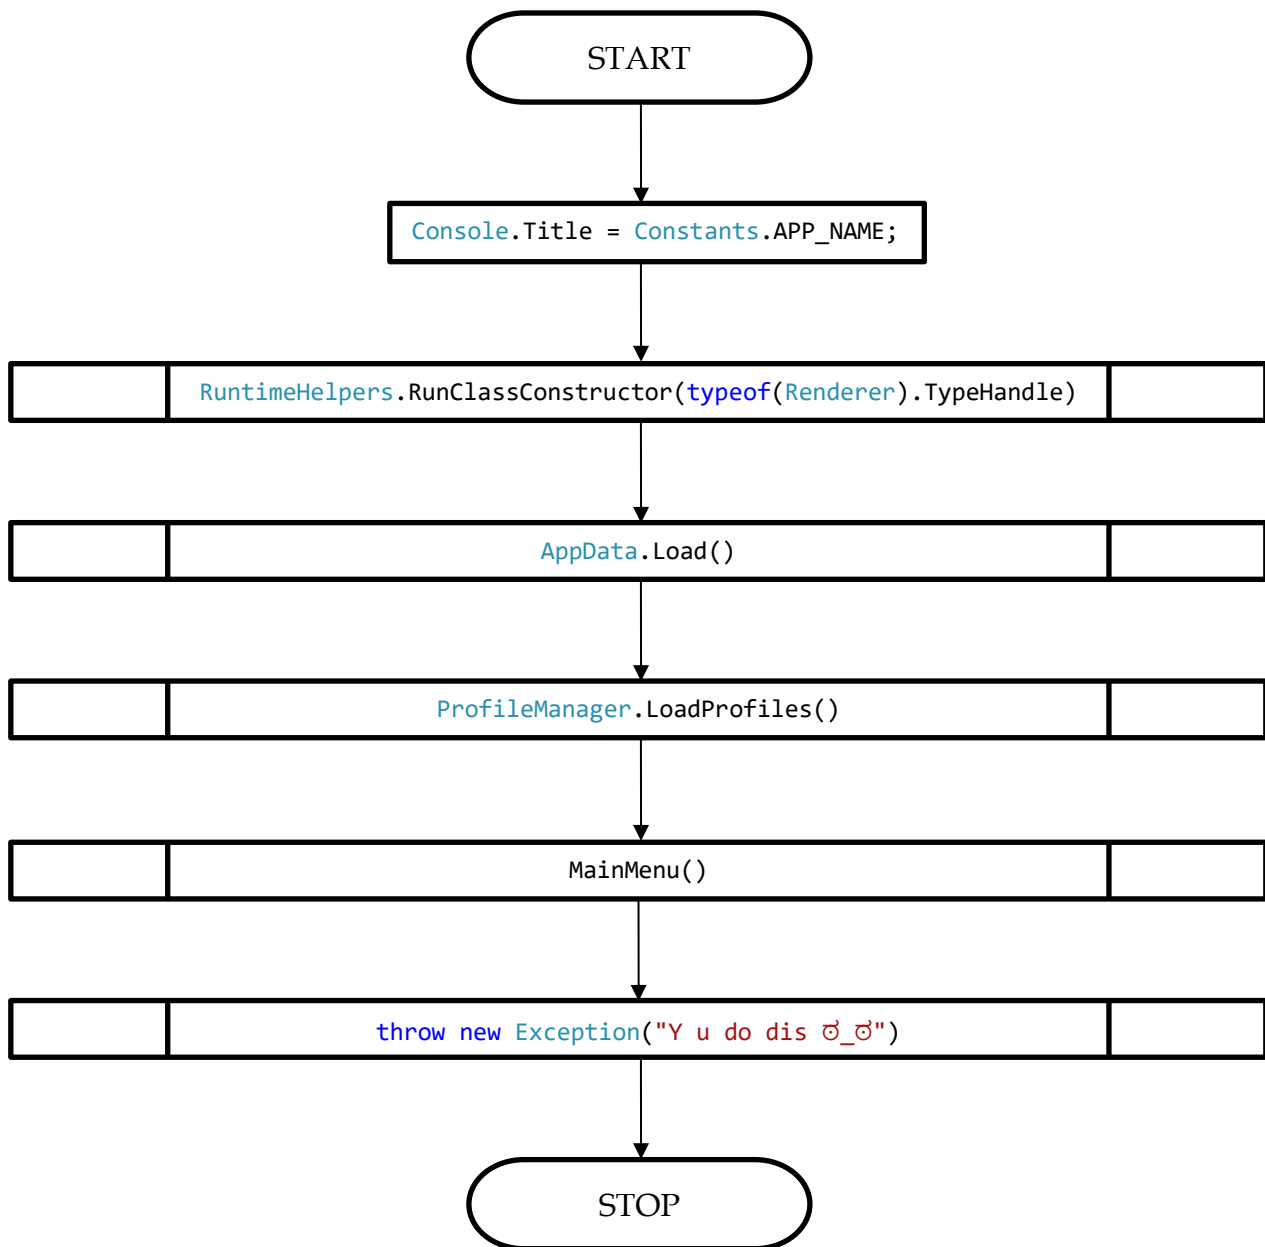 START
Console.Title = Constants.APP_NAME;
RuntimeHelpers.RunClassConstructor(typeof(Renderer).TypeHandle)
AppData.Load()
ProfileManager.LoadProfiles()
MainMenu()
throw new Exception("Y u do dis ಠ_ಠ")
STOP